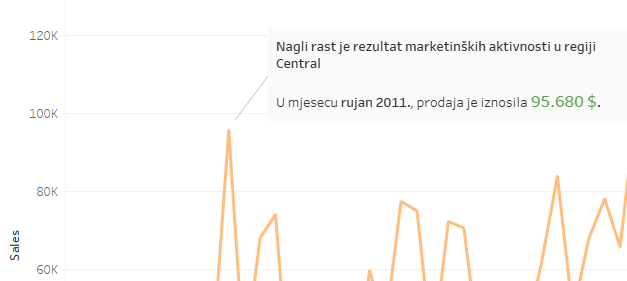 120K
Nagli rast je rezultat marketinških aktivnosti u regiji
Central
U mjesecu rujan 2011., prodaja je iznosila 95.680 $.
100K
80K
Sales
60K